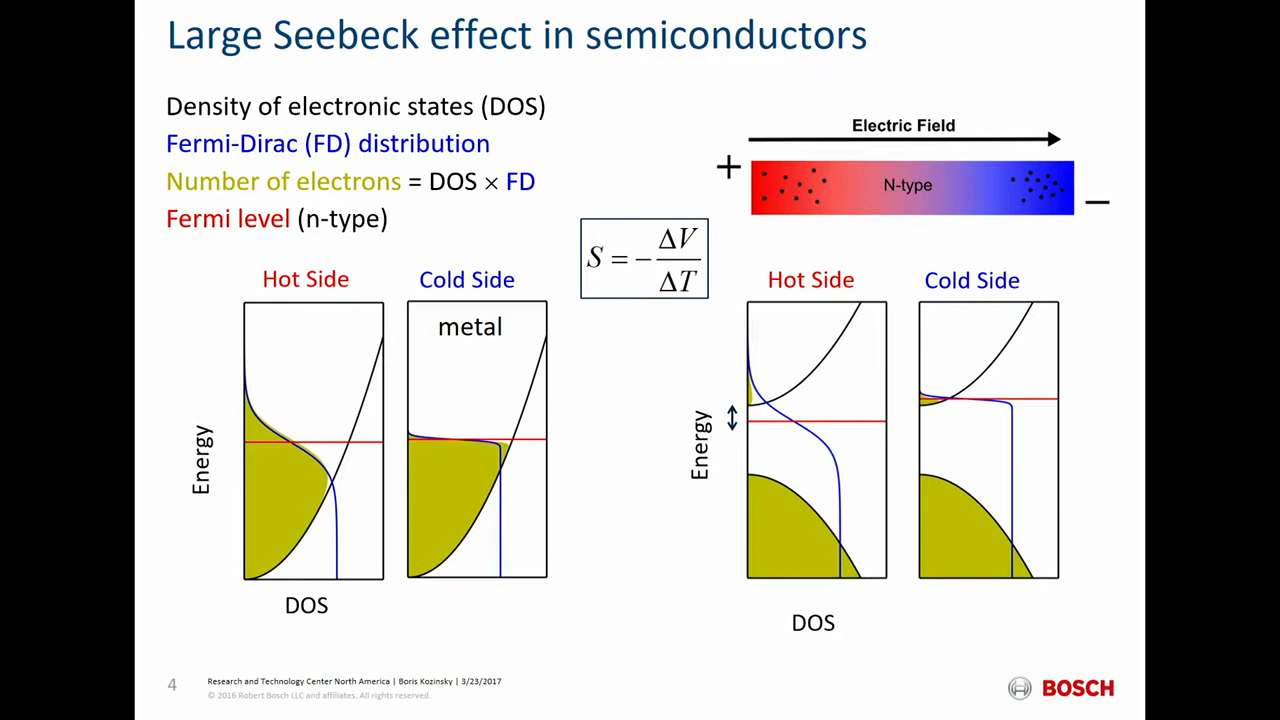 Large Seebeck effect in semiconductors
Density of electronic states (DOS)
Fermi-Dirac (FD) distribution
Number of electrons = DOS × FD
Fermi level (n-type)
Electric Field
+
N-type
−
S = − ΔV / ΔT
Hot Side
Cold Side
metal
Energy
DOS
Hot Side
Cold Side
Energy
DOS
4
Research and Technology Center North America | Boris Kozinsky | 3/23/2017
© 2016 Robert Bosch LLC and affiliates. All rights reserved.
BOSCH